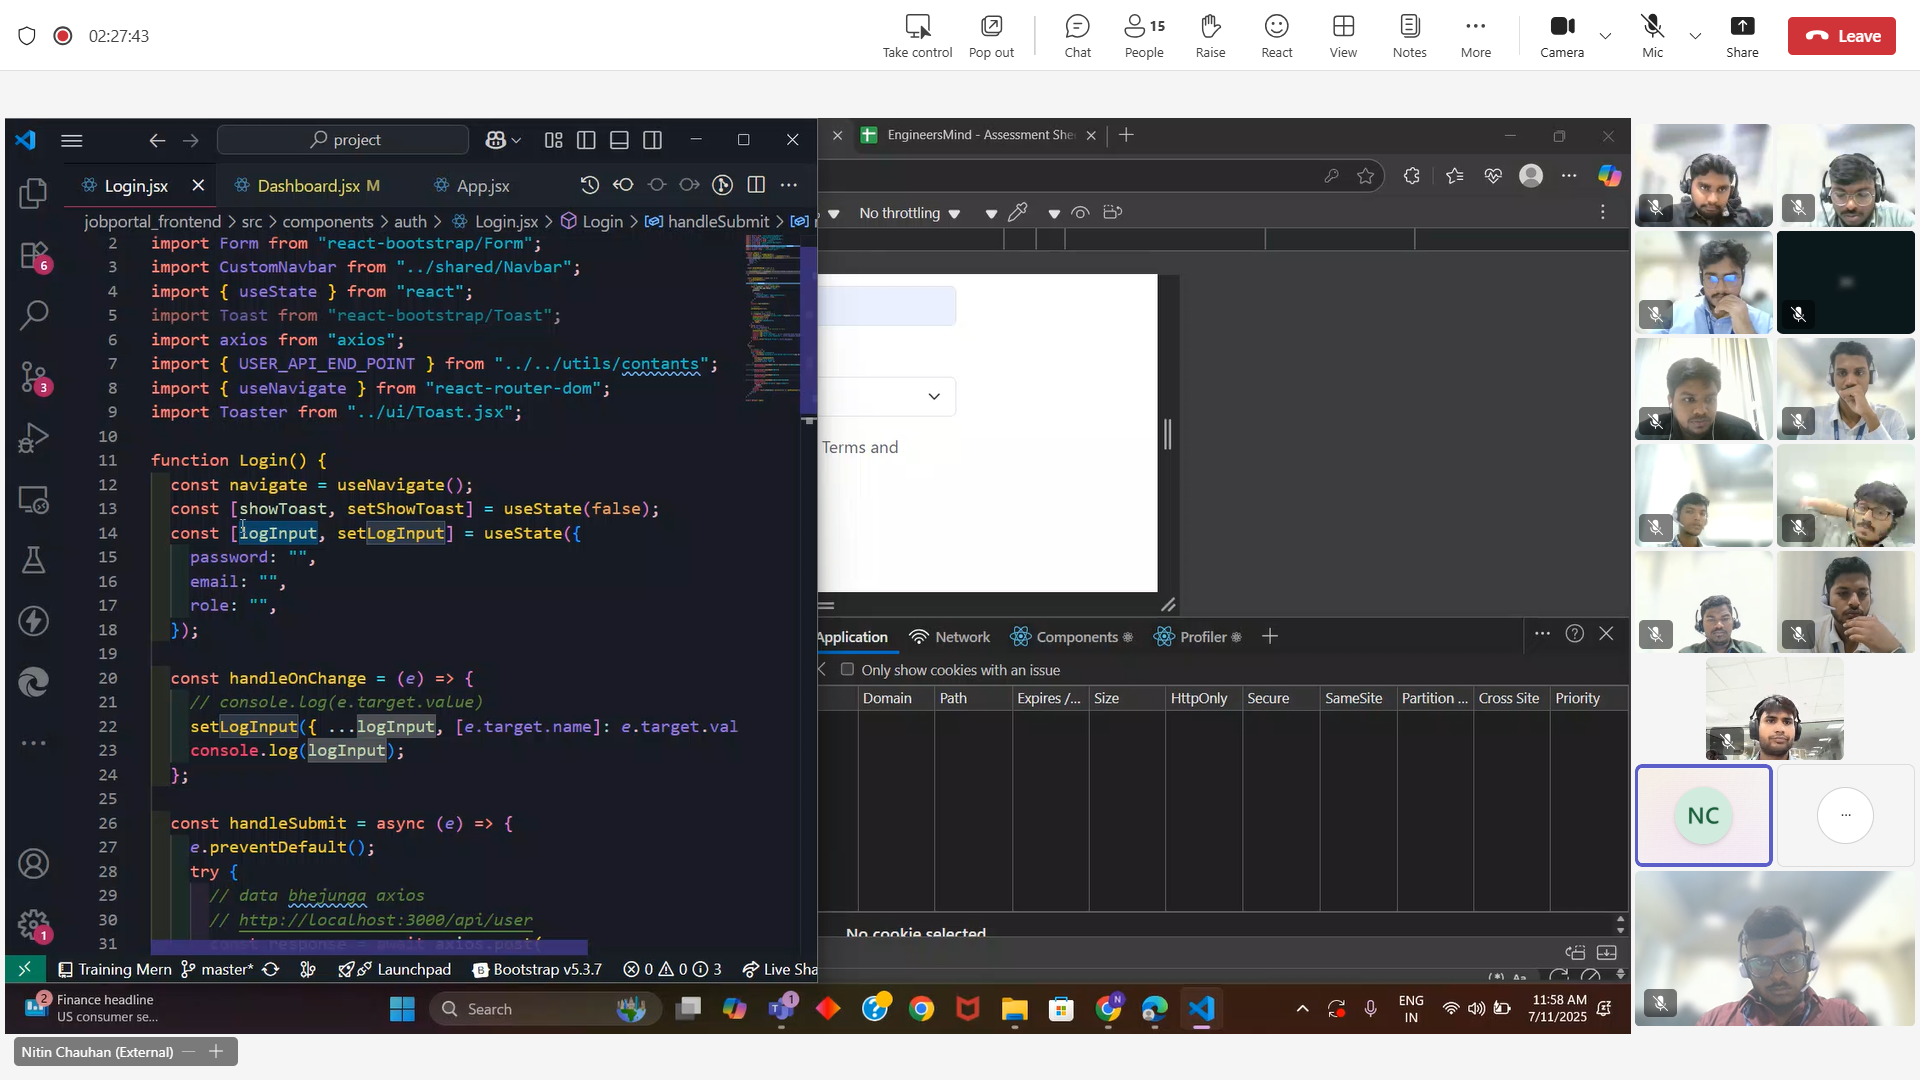 02:27:43
Take control
Pop out
Chat
15
People
Raise
React
View
Notes
More
Camera
Mic
Share
Leave
project
EngineersMind - Assessment She
Login.jsx
Dashboard.jsx M
App.jsx
No throttling
jobportal_frontend > src > components > auth > Login.jsx > Login > handleSubmit >
2 import Form from "react-bootstrap/Form";
3 import CustomNavbar from "../shared/Navbar";
4 import { useState } from "react";
5 import Toast from "react-bootstrap/Toast";
6 import axios from "axios";
7 import { USER_API_END_POINT } from "../../utils/contants";
8 import { useNavigate } from "react-router-dom";
9 import Toaster from "../ui/Toast.jsx";
10
11 function Login() {
12 const navigate = useNavigate();
13 const [showToast, setShowToast] = useState(false);
14 const [logInput, setLogInput] = useState({
15 password: "",
16 email: "",
17 role: "",
18 });
19
20 const handleOnChange = (e) => {
21 // console.log(e.target.value)
22 setLogInput({ ...logInput, [e.target.name]: e.target.val
23 console.log(logInput);
24 };
25
26 const handleSubmit = async (e) => {
27 e.preventDefault();
28 try {
29 // data bhejunga axios
30 // http://localhost:3000/api/user
31 const response = await axios.post(
6
3
1
Terms and
Application
Network
Components
Profiler
Only show cookies with an issue
Domain
Path
Expires /...
Size
HttpOnly
Secure
SameSite
Partition ...
Cross Site
Priority
No cookie selected
NC
Training Mern
master*
Launchpad
Bootstrap v5.3.7
0
0
3
Live Sha
2
Finance headline
US consumer se...
Search
1
N
ENG
IN
11:58 AM
7/11/2025
Nitin Chauhan (External)